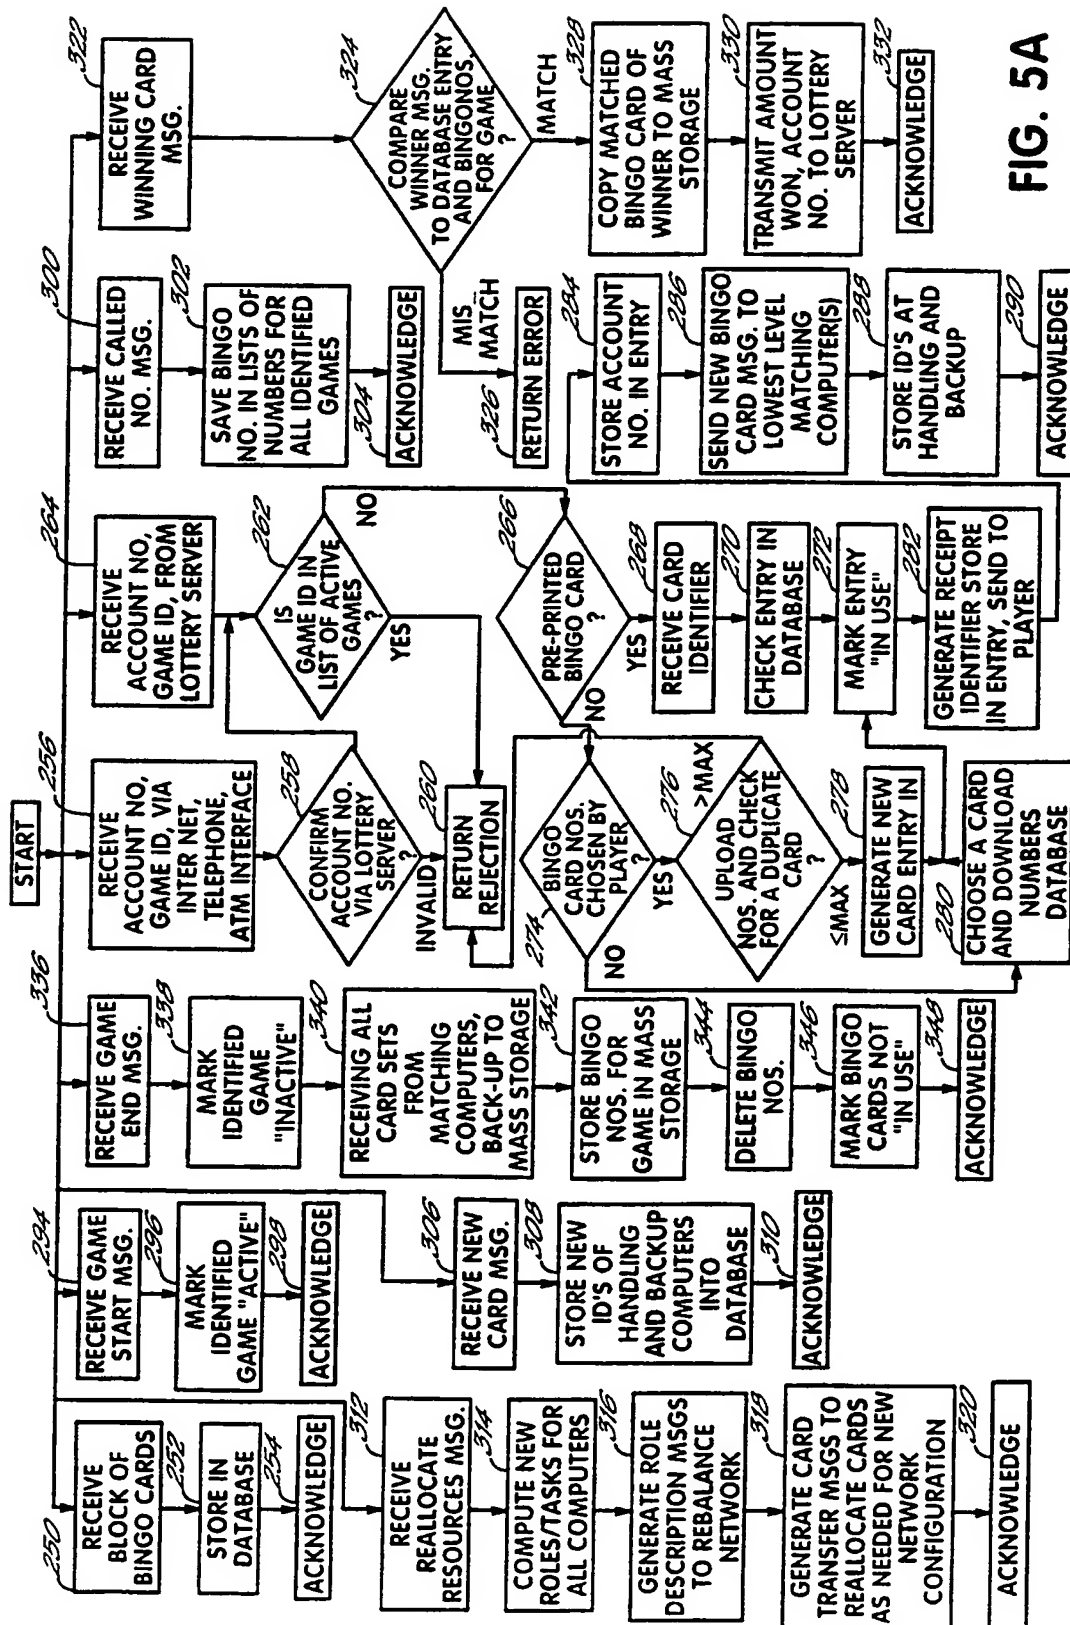 START
250
RECEIVE
BLOCK OF
BINGO CARDS
252
STORE IN
DATABASE
254
ACKNOWLEDGE
294
RECEIVE GAME
START MSG.
296
MARK
IDENTIFIED
GAME "ACTIVE"
298
ACKNOWLEDGE
336
RECEIVE GAME
END MSG.
338
MARK
IDENTIFIED
GAME
"INACTIVE"
340
RECEIVING ALL
CARD SETS
FROM
MATCHING
COMPUTERS,
BACK-UP TO
MASS STORAGE
342
STORE BINGO
NOS. FOR
GAME IN MASS
STORAGE
344
DELETE BINGO
NOS.
346
MARK BINGO
CARDS NOT
"IN USE"
348
ACKNOWLEDGE
256
RECEIVE
ACCOUNT NO,
GAME ID, VIA
INTER NET,
TELEPHONE,
ATM INTERFACE
258
CONFIRM
ACCOUNT NO.
VIA LOTTERY
SERVER
?
INVALID
260
RETURN
REJECTION
264
RECEIVE
ACCOUNT NO,
GAME ID, FROM
LOTTERY SERVER
262
IS
GAME ID IN
LIST OF ACTIVE
GAMES
?
YES
NO
300
RECEIVE CALLED
NO. MSG.
302
SAVE BINGO
NO. IN LISTS OF
NUMBERS FOR
ALL IDENTIFIED
GAMES
304
ACKNOWLEDGE
322
RECEIVE
WINNING CARD
MSG.
324
COMPARE
WINNER MSG.
TO DATABASE ENTRY
AND BINGONOS.
FOR GAME
?
MIS-
MATCH
326
RETURN ERROR
MATCH
328
COPY MATCHED
BINGO CARD OF
WINNER TO MASS
STORAGE
330
TRANSMIT AMOUNT
WON, ACCOUNT
NO. TO LOTTERY
SERVER
332
ACKNOWLEDGE
312
RECEIVE
REALLOCATE
RESOURCES MSG.
314
COMPUTE NEW
ROLES/TASKS FOR
ALL COMPUTERS
316
GENERATE ROLE
DESCRIPTION MSGS
TO REBALANCE
NETWORK
318
GENERATE CARD
TRANSFER MSGS TO
REALLOCATE CARDS
AS NEEDED FOR NEW
NETWORK
CONFIGURATION
320
ACKNOWLEDGE
306
RECEIVE NEW
CARD MSG.
308
STORE NEW
ID'S OF
HANDLING
AND BACKUP
COMPUTERS
INTO
DATABASE
310
ACKNOWLEDGE
274
BINGO
CARD NOS.
CHOSEN BY
PLAYER
?
NO
YES
276
>MAX
UPLOAD
NOS. AND CHECK
FOR A DUPLICATE
CARD
?
≤MAX
278
GENERATE NEW
CARD ENTRY IN
280
CHOOSE A CARD
AND DOWNLOAD
NUMBERS
DATABASE
266
PRE-PRINTED
BINGO CARD
?
NO
YES
268
RECEIVE CARD
IDENTIFIER
270
CHECK ENTRY IN
DATABASE
272
MARK ENTRY
"IN USE"
282
GENERATE RECEIPT
IDENTIFIER STORE
IN ENTRY, SEND TO
PLAYER
284
STORE ACCOUNT
NO. IN ENTRY
286
SEND NEW BINGO
CARD MSG. TO
LOWEST LEVEL
MATCHING
COMPUTER(S)
288
STORE ID'S AT
HANDLING AND
BACKUP
290
ACKNOWLEDGE
FIG. 5A